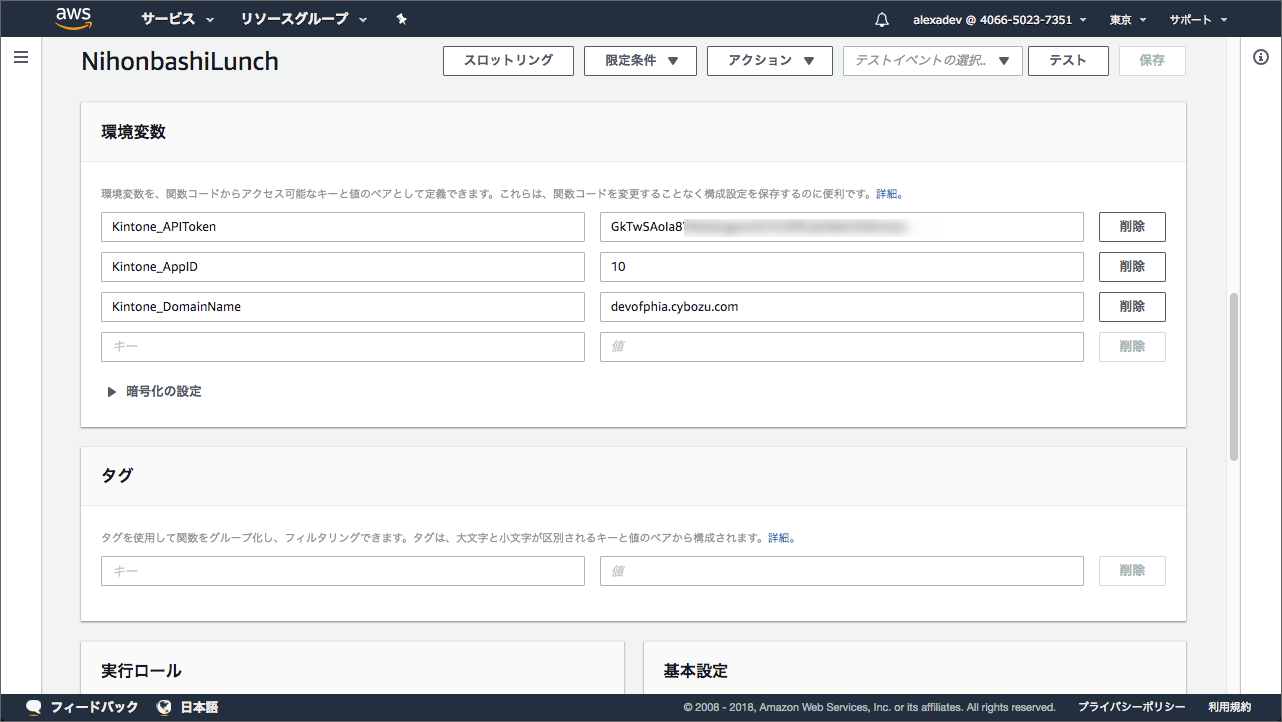 aws サービス リソースグループ alexadev @ 4066-5023-7351 東京 サポート
NihonbashiLunch スロットリング 限定条件 アクション テストイベントの選択.. テスト 保存
環境変数
環境変数を、関数コードからアクセス可能なキーと値のペアとして定義できます。これらは、関数コードを変更することなく構成設定を保存するのに便利です。詳細。
Kintone_APIToken GkTwSAoIa8 削除
Kintone_AppID 10 削除
Kintone_DomainName devofphia.cybozu.com 削除
キー 値 削除
暗号化の設定
タグ
タグを使用して関数をグループ化し、フィルタリングできます。タグは、大文字と小文字が区別されるキーと値のペアから構成されます。詳細。
キー 値 削除
実行ロール 基本設定
フィードバック 日本語 © 2008 - 2018, Amazon Web Services, Inc. or its affiliates. All rights reserved. プライバシーポリシー 利用規約